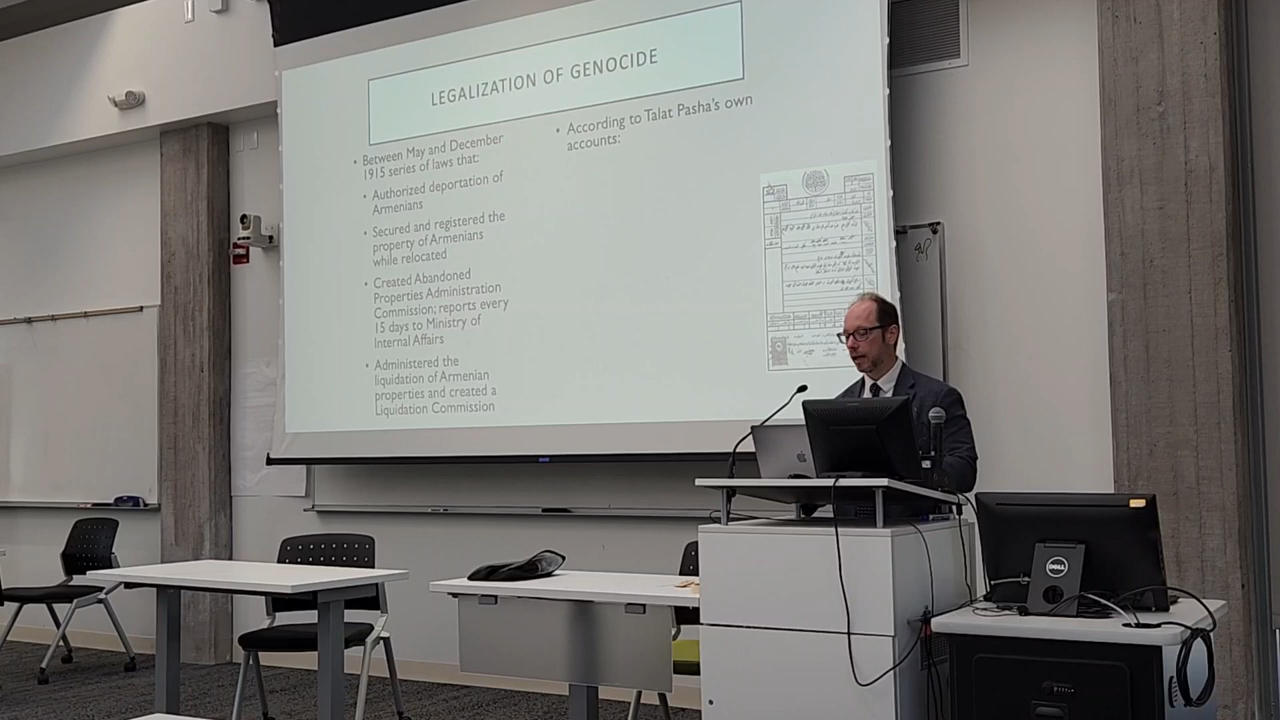 LEGALIZATION OF GENOCIDE
• Between May and December
1915 series of laws that:
• Authorized deportation of
Armenians
• Secured and registered the
property of Armenians
while relocated
• Created Abandoned
Properties Administration
Commission; reports every
15 days to Ministry of
Internal Affairs
• Administered the
liquidation of Armenian
properties and created a
Liquidation Commission
• According to Talat Pasha's own
accounts:
DELL